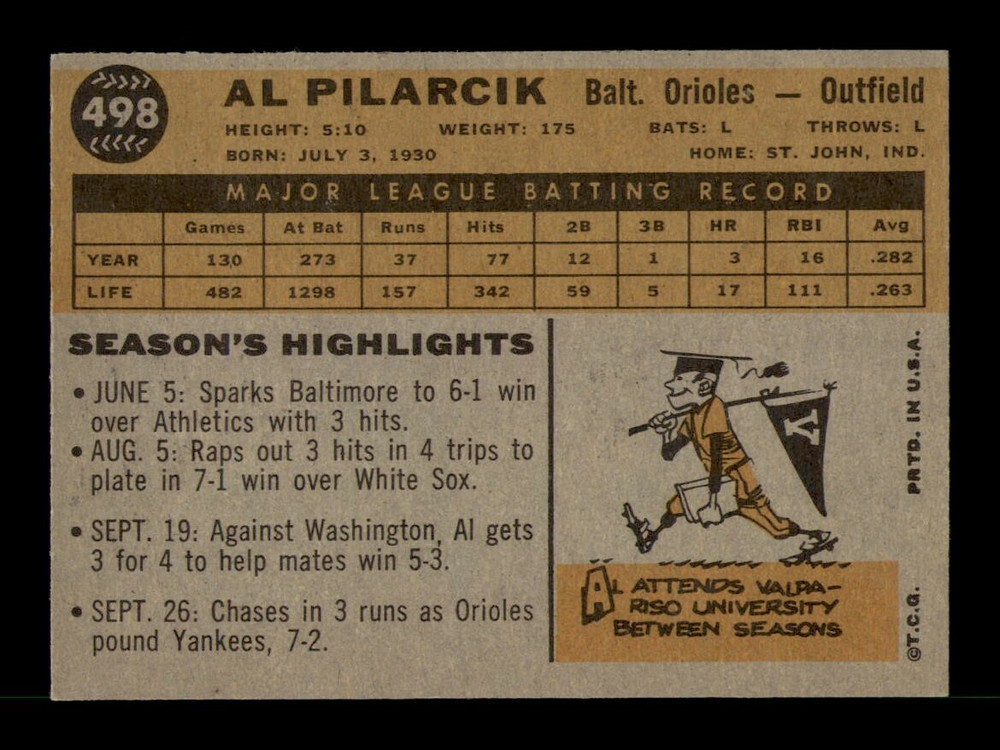 498
AL PILARCIK Balt. Orioles — Outfield
HEIGHT: 5:10 WEIGHT: 175 BATS: L THROWS: L
BORN: JULY 3, 1930 HOME: ST. JOHN, IND.
MAJOR LEAGUE BATTING RECORD
Games At Bat Runs Hits 2B 3B HR RBI Avg
YEAR 130 273 37 77 12 1 3 16 .282
LIFE 482 1298 157 342 59 5 17 111 .263
SEASON'S HIGHLIGHTS
• JUNE 5: Sparks Baltimore to 6-1 win
over Athletics with 3 hits.
• AUG. 5: Raps out 3 hits in 4 trips to
plate in 7-1 win over White Sox.
• SEPT. 19: Against Washington, Al gets
3 for 4 to help mates win 5-3.
• SEPT. 26: Chases in 3 runs as Orioles
pound Yankees, 7-2.
V
AL ATTENDS VALPA-
RISO UNIVERSITY
BETWEEN SEASONS
©T.C.G. PRTD. IN U.S.A.